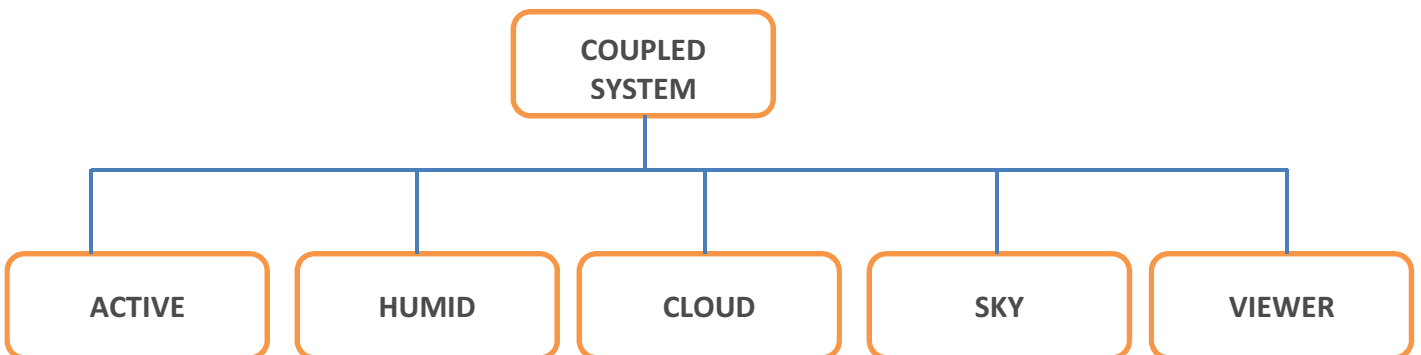 COUPLED
SYSTEM
ACTIVE
HUMID
CLOUD
SKY
VIEWER